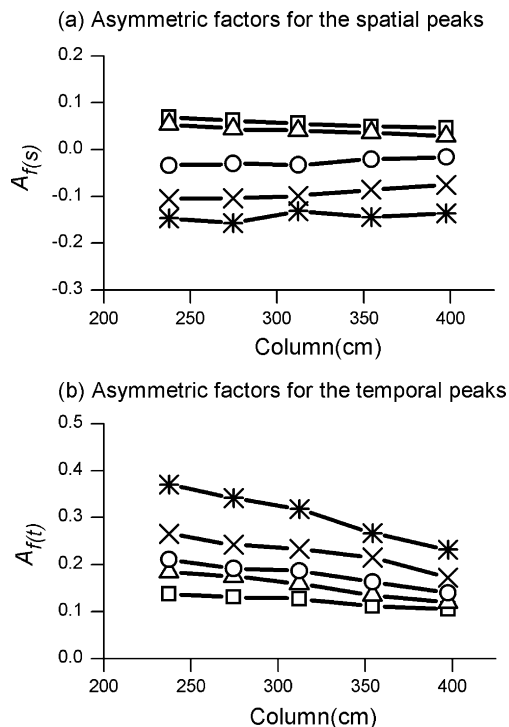 (a) Asymmetric factors for the spatial peaks
0.2
0.1
0.0
-0.1
-0.2
-0.3
A_f(s)
200 250 300 350 400
Column(cm)
(b) Asymmetric factors for the temporal peaks
0.5
0.4
0.3
0.2
0.1
0.0
A_f(t)
200 250 300 350 400
Column(cm)